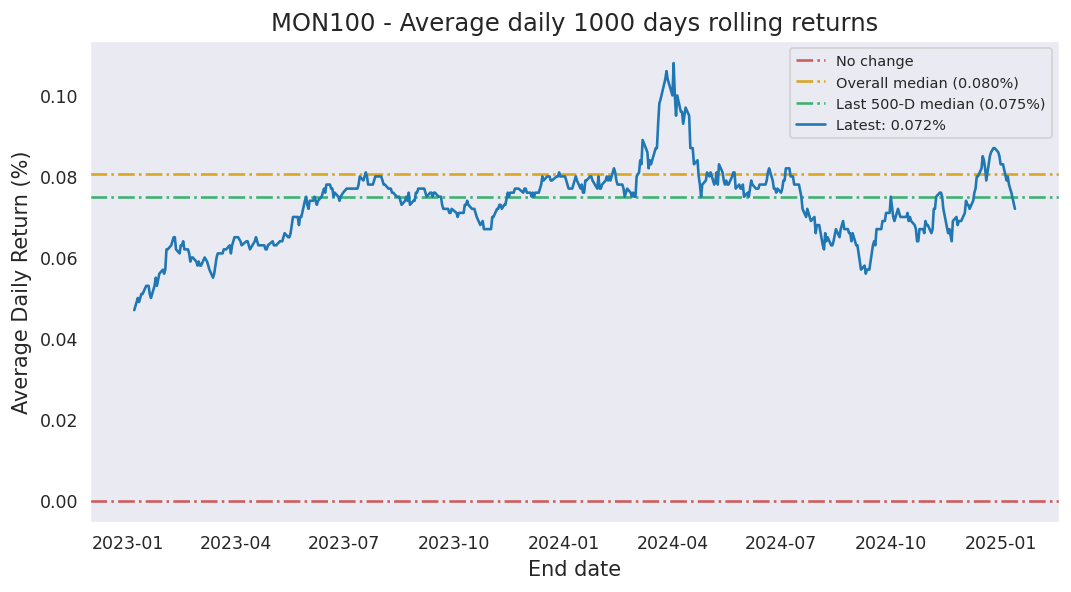 MON100 - Average daily 1000 days rolling returns
No change
Overall median (0.080%)
Last 500-D median (0.075%)
Latest: 0.072%
Average Daily Return (%)
0.10
0.08
0.06
0.04
0.02
0.00
2023-01 2023-04 2023-07 2023-10 2024-01 2024-04 2024-07 2024-10 2025-01
End date